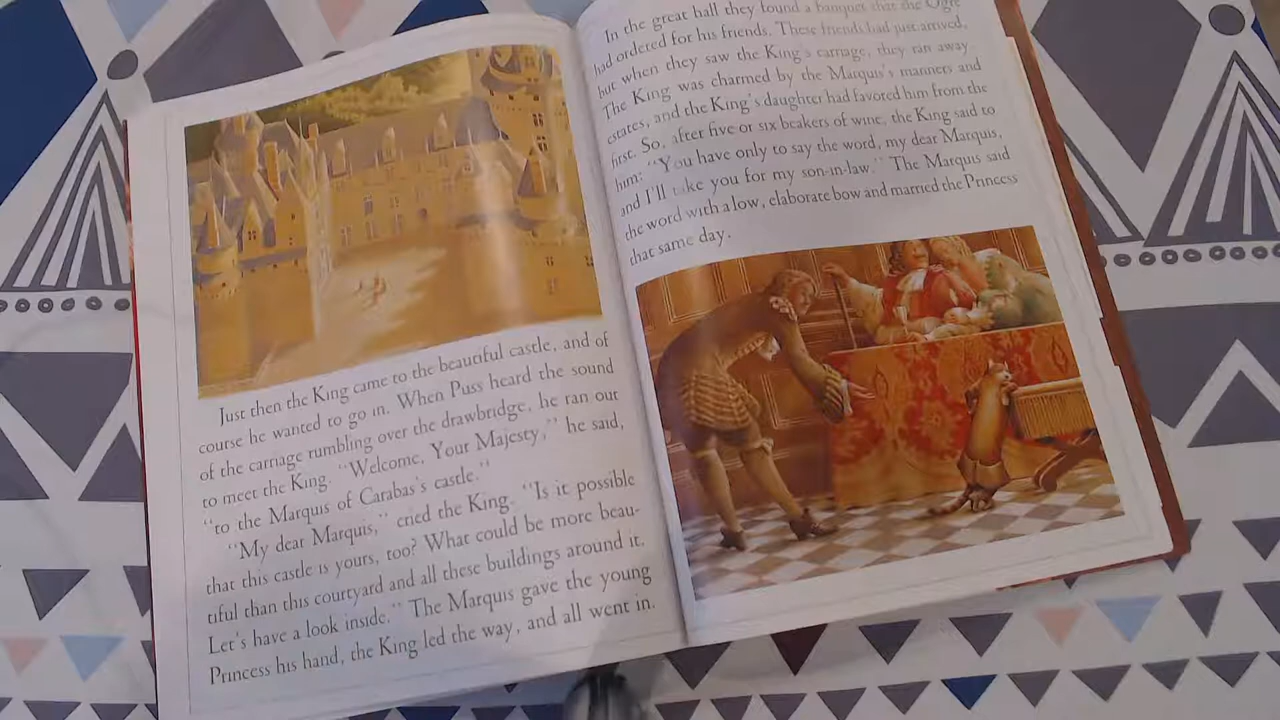 Just then the King came to the beautiful castle, and of
course he wanted to go in. When Puss heard the sound
of the carriage rumbling over the drawbridge, he ran out
to meet the King. "Welcome, Your Majesty," he said,
"to the Marquis of Carabas's castle."
"My dear Marquis," cried the King. "Is it possible
that this castle is yours, too? What could be more beau-
tiful than this courtyard and all these buildings around it.
Let's have a look inside." The Marquis gave the young
Princess his hand, the King led the way, and all went in.
In the great hall they found a banquet that the Ogre
had ordered for his friends. These friends had just arrived,
but when they saw the King's carriage, they ran away.
The King was charmed by the Marquis's manners and
estates, and the King's daughter had favored him from the
first. So, after five or six beakers of wine, the King said to
him: "You have only to say the word, my dear Marquis,
and I'll take you for my son-in-law." The Marquis said
the word with a low, elaborate bow and married the Princess
that same day.